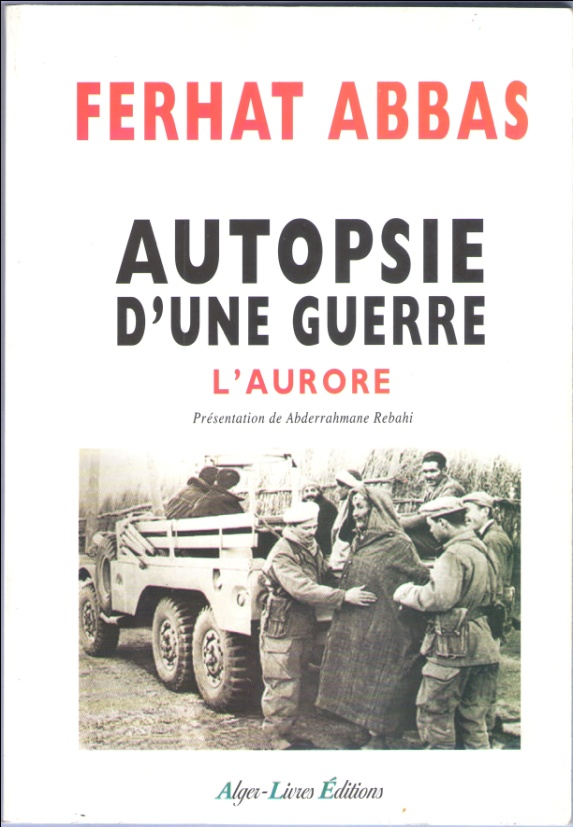 FERHAT ABBAS
AUTOPSIE
D'UNE GUERRE
L'AURORE
Présentation de Abderrahmane Rebahi
Alger-Livres Éditions